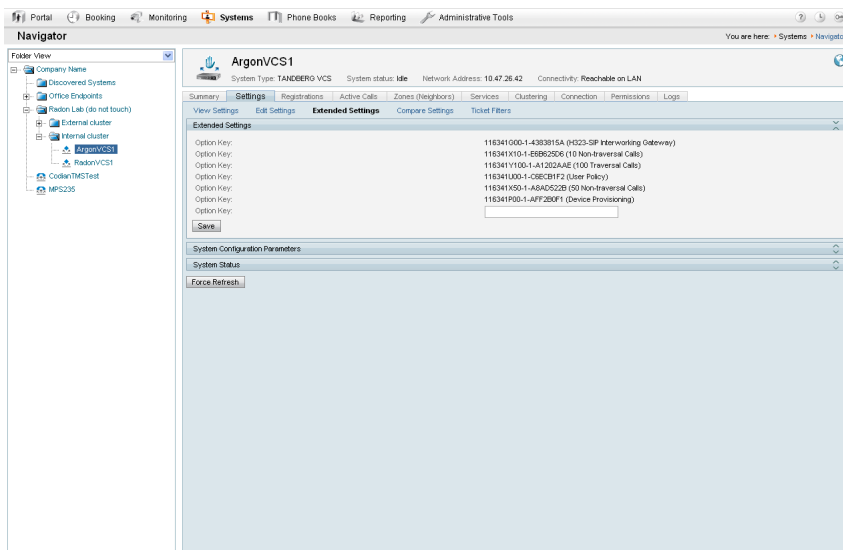 Portal Booking Monitoring Systems Phone Books Reporting Administrative Tools
Navigator
You are here: Systems Navigato
Folder View
Company Name
Discovered Systems
Office Endpoints
Radon Lab (do not touch)
External cluster
Internal cluster
ArgonVCS1
RadonVCS1
CodianTMSTest
MPS235
ArgonVCS1
System Type: TANDBERG VCS System status: Idle Network Address: 10.47.26.42 Connectivity: Reachable on LAN
Summary Settings Registrations Active Calls Zones (Neighbors) Services Clustering Connection Permissions Logs
View Settings Edit Settings Extended Settings Compare Settings Ticket Filters
Extended Settings
Option Key: 116341G00-1-4383815A (H323-SIP Interworking Gateway)
Option Key: 116341X10-1-E6B625D6 (10 Non-traversal Calls)
Option Key: 116341Y100-1-A1202AAE (100 Traversal Calls)
Option Key: 116341U00-1-C6ECB1F2 (User Policy)
Option Key: 116341X50-1-A8AD522B (50 Non-traversal Calls)
Option Key: 116341P00-1-AFF2B0F1 (Device Provisioning)
Option Key:
Save
System Configuration Parameters
System Status
Force Refresh